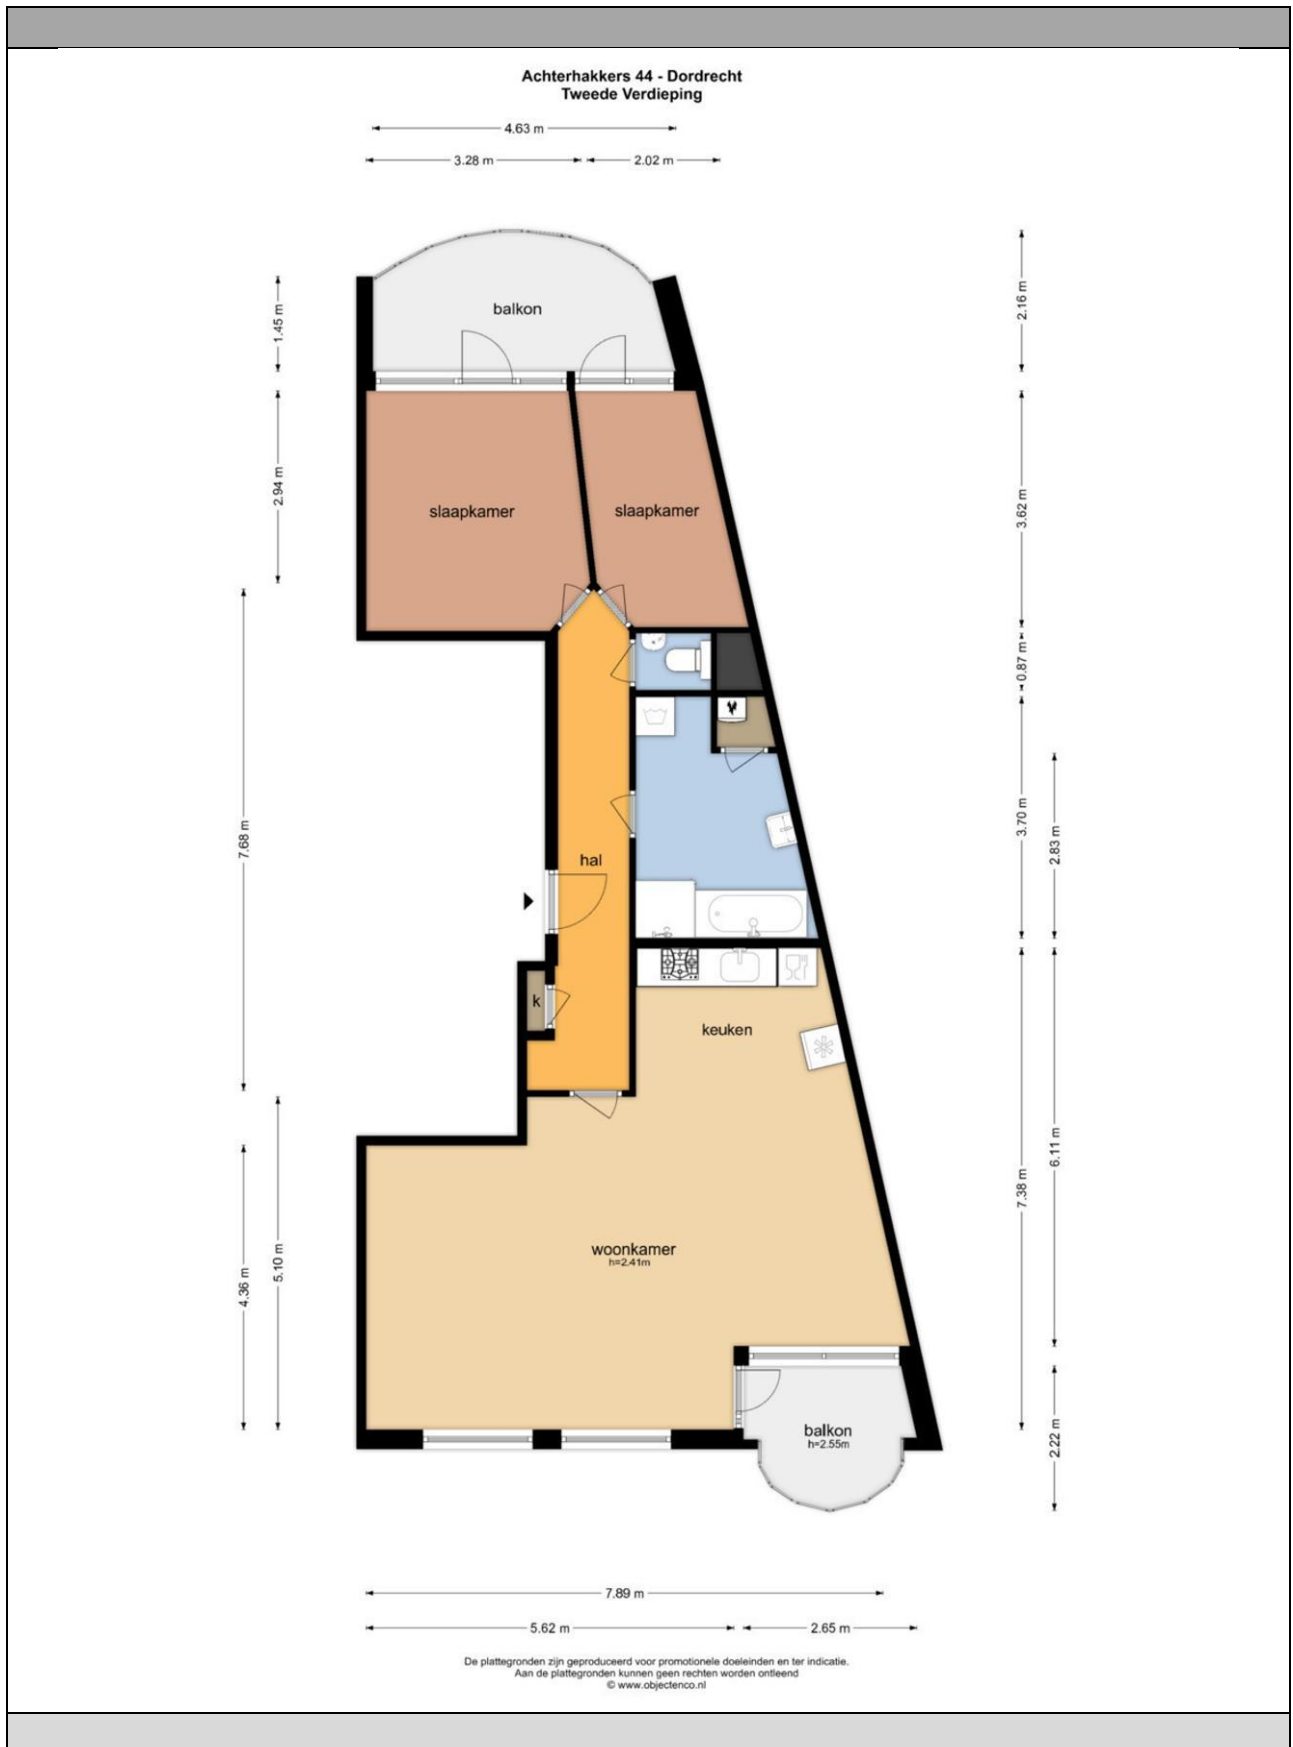 Achterhakkers 44 - Dordrecht
Tweede Verdieping
4.63 m
3.28 m
2.02 m
2.16 m
1.45 m
balkon
2.94 m
3.62 m
slaapkamer
slaapkamer
0.87 m
7.68 m
3.70 m
2.83 m
hal
k
keuken
6.11 m
7.38 m
5.10 m
4.36 m
woonkamer
h=2.41m
balkon
h=2.55m
2.22 m
7.89 m
5.62 m
2.65 m
De plattegronden zijn geproduceerd voor promotionele doeleinden en ter indicatie.
Aan de plattegronden kunnen geen rechten worden ontleend
© www.objectenco.nl